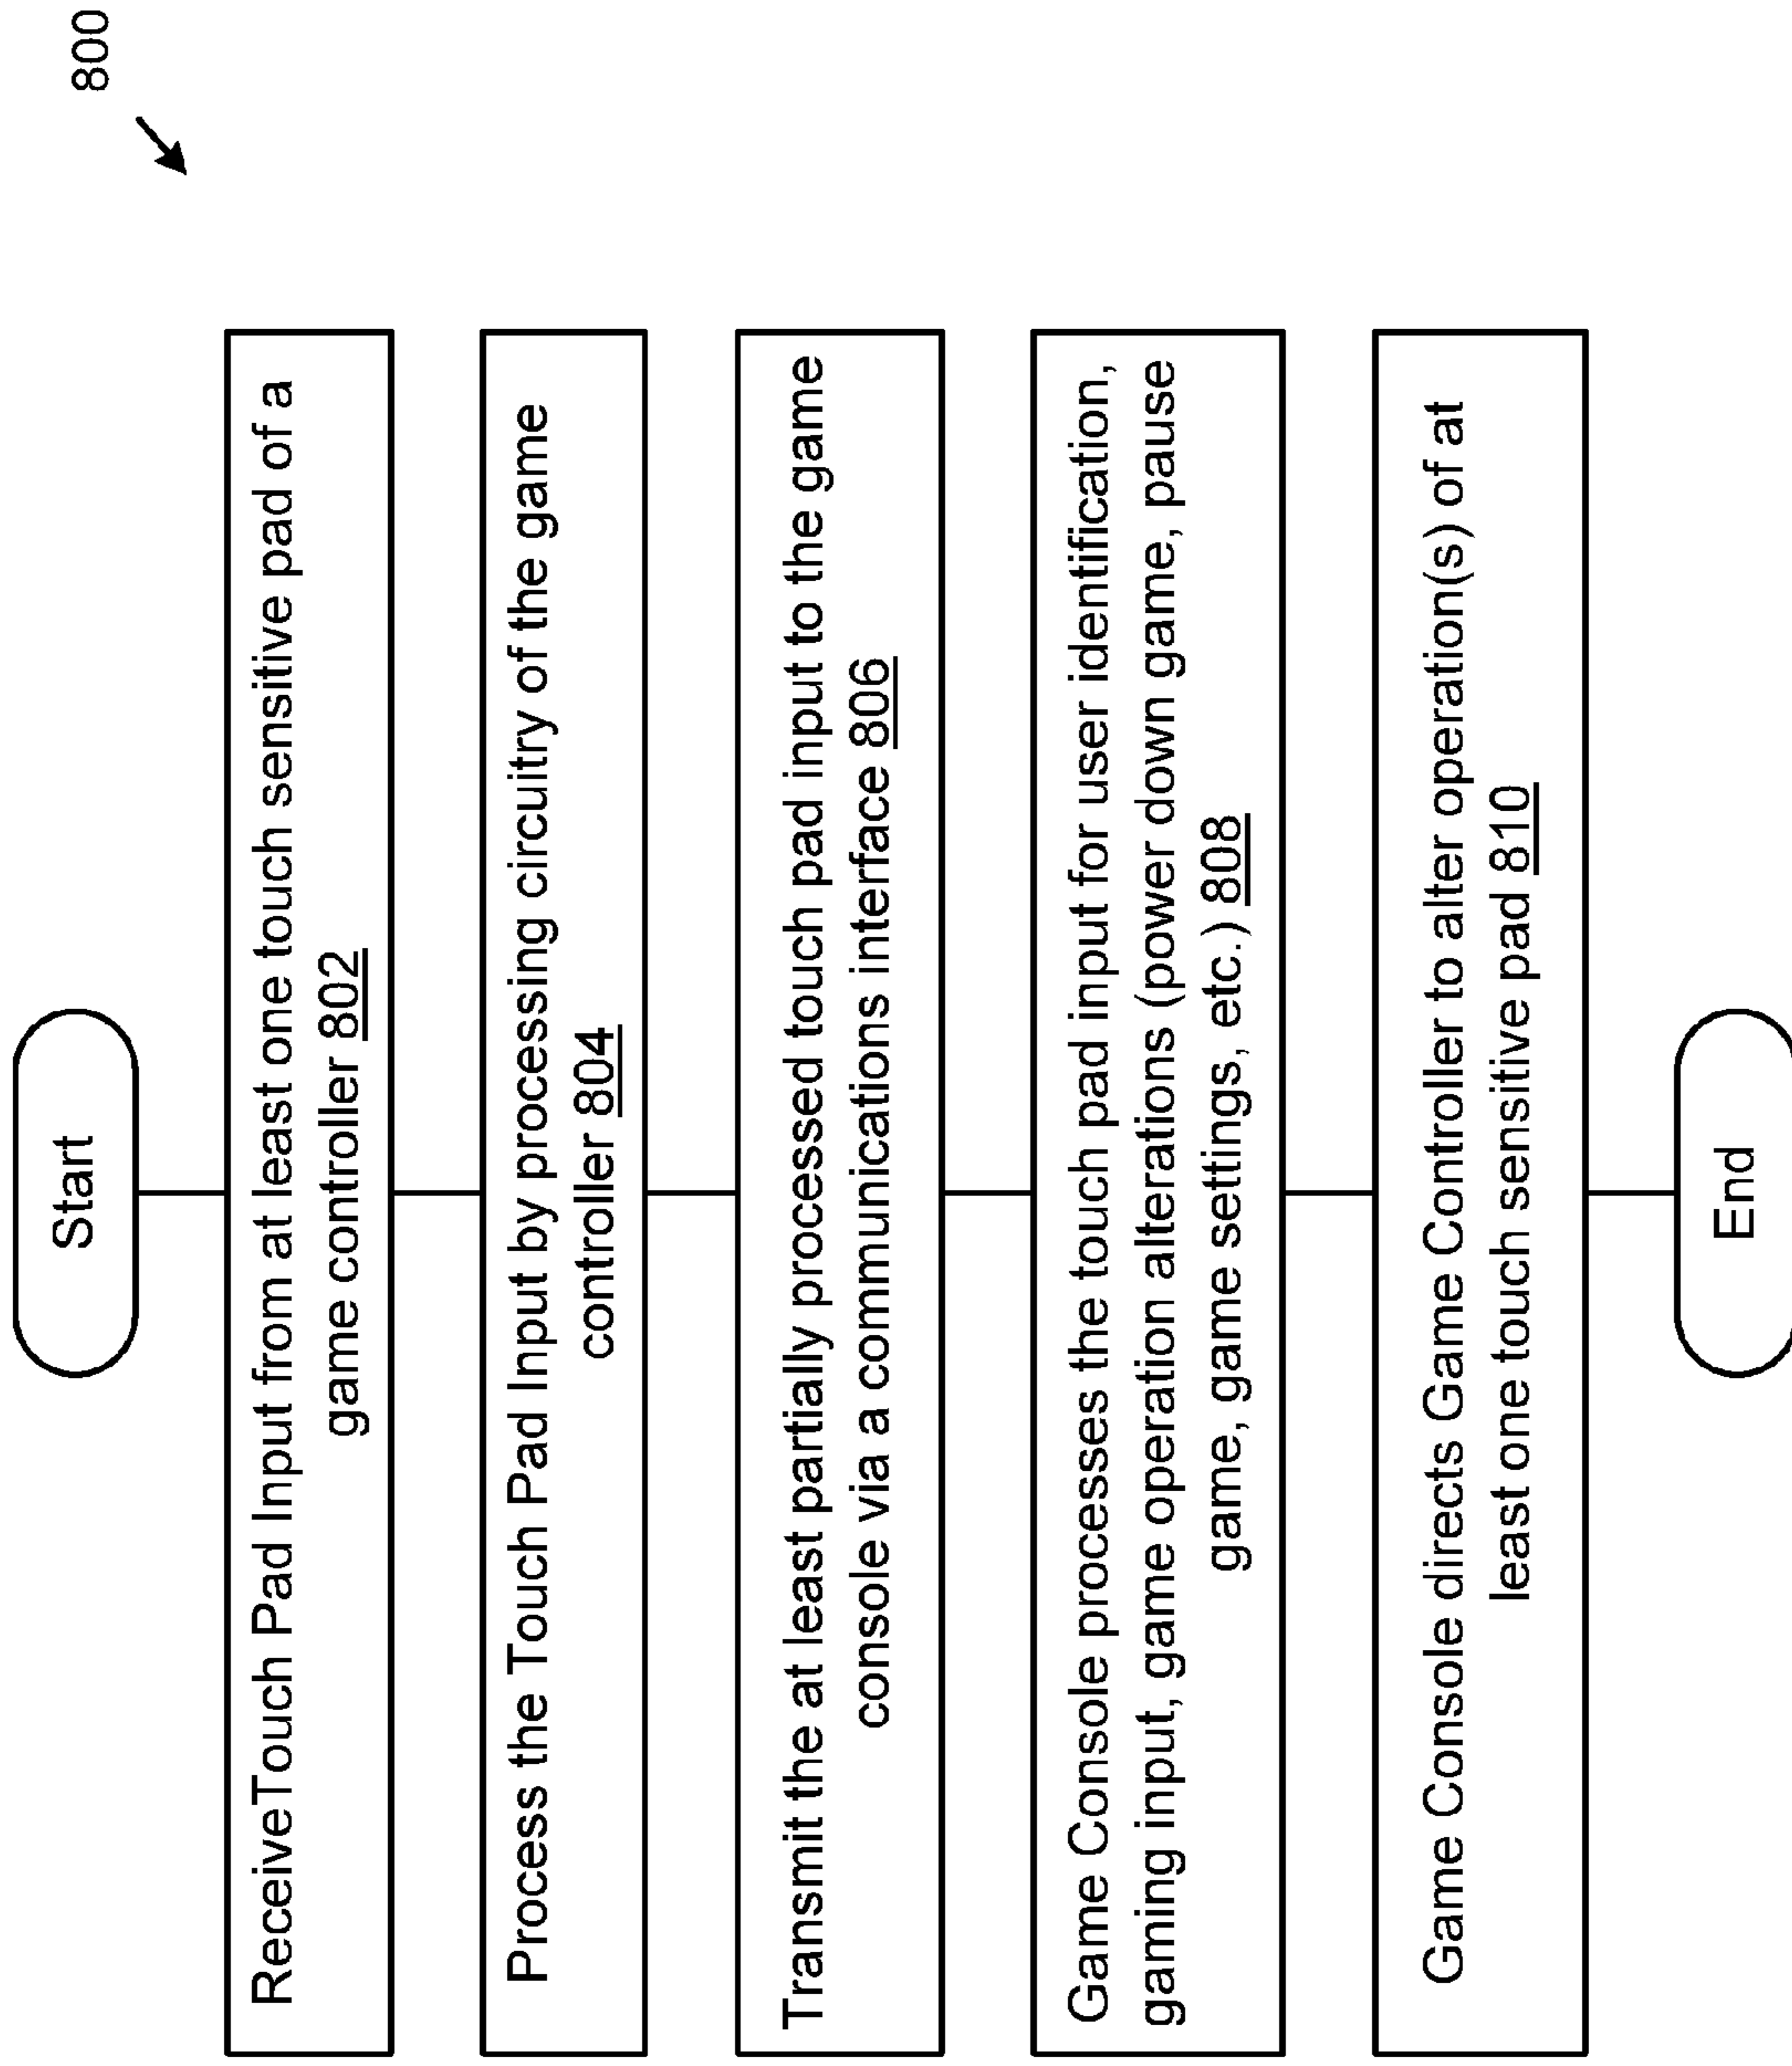 800
Start
ReceiveTouch Pad Input from at least one touch sensitive pad of a
game controller 802
Process the Touch Pad Input by processing circuitry of the game
controller 804
Transmit the at least partially processed touch pad input to the game
console via a communications interface 806
Game Console processes the touch pad input for user identification,
gaming input, game operation alterations (power down game, pause
game, game settings, etc.) 808
Game Console directs Game Controller to alter operation(s) of at
least one touch sensitive pad 810
End